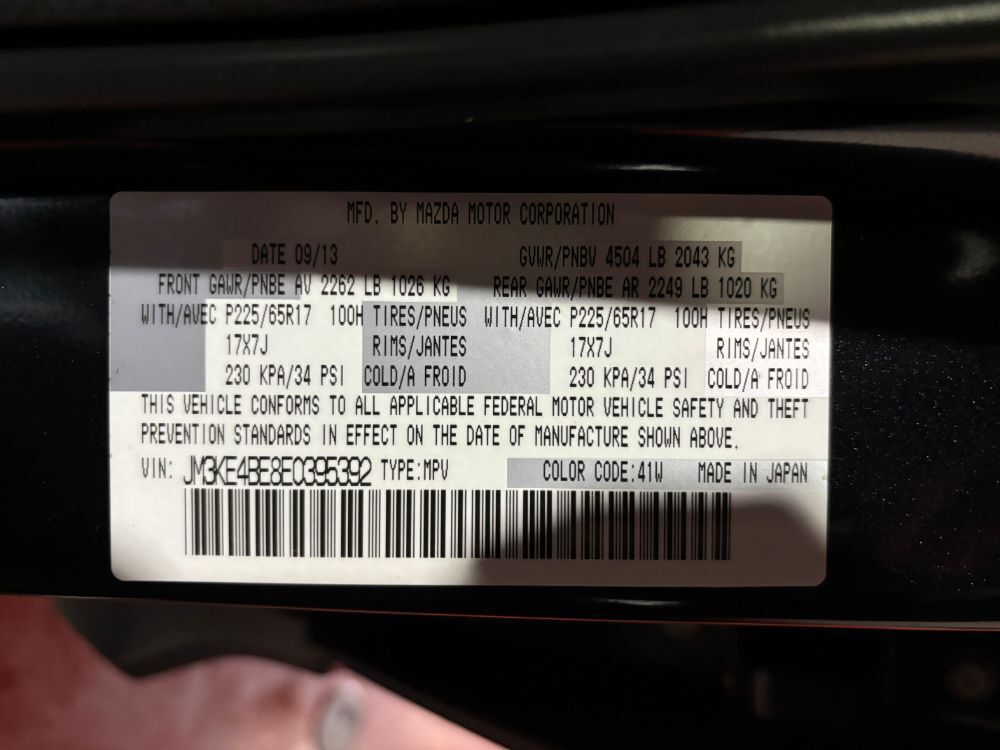 MFD. BY MAZDA MOTOR CORPORATION
DATE 09/13 GVWR/PNBV 4504 LB 2043 KG
FRONT GAWR/PNBE AV 2262 LB 1026 KG REAR GAWR/PNBE AR 2249 LB 1020 KG
WITH/AVEC P225/65R17 100H TIRES/PNEUS WITH/AVEC P225/65R17 100H TIRES/PNEUS
17X7J RIMS/JANTES 17X7J RIMS/JANTES
230 KPA/34 PSI COLD/A FROID 230 KPA/34 PSI COLD/A FROID
THIS VEHICLE CONFORMS TO ALL APPLICABLE FEDERAL MOTOR VEHICLE SAFETY AND THEFT
PREVENTION STANDARDS IN EFFECT ON THE DATE OF MANUFACTURE SHOWN ABOVE.
VIN: JM3KE4BE8E0395392 TYPE:MPV COLOR CODE:41W MADE IN JAPAN